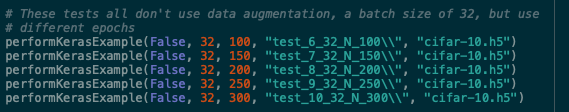 # These tests all don't use data augmentation, a batch size of 32, but use
# different epochs
performKerasExample(False, 32, 100, "test_6_32_N_100\\", "cifar-10.h5")
performKerasExample(False, 32, 150, "test_7_32_N_150\\", "cifar-10.h5")
performKerasExample(False, 32, 200, "test_8_32_N_200\\", "cifar-10.h5")
performKerasExample(False, 32, 250, "test_9_32_N_250\\", "cifar-10.h5")
performKerasExample(False, 32, 300, "test_10_32_N_300\\", "cifar-10.h5")